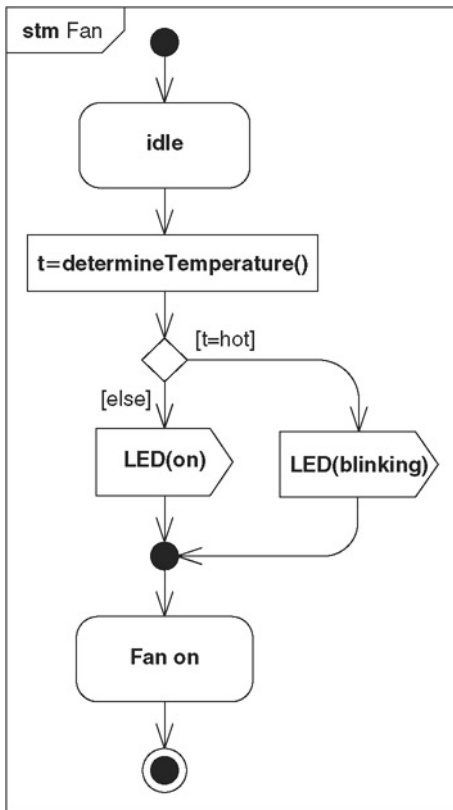 stm Fan
idle
t=determineTemperature()
[t=hot]
[else]
LED(on)
LED(blinking)
Fan on